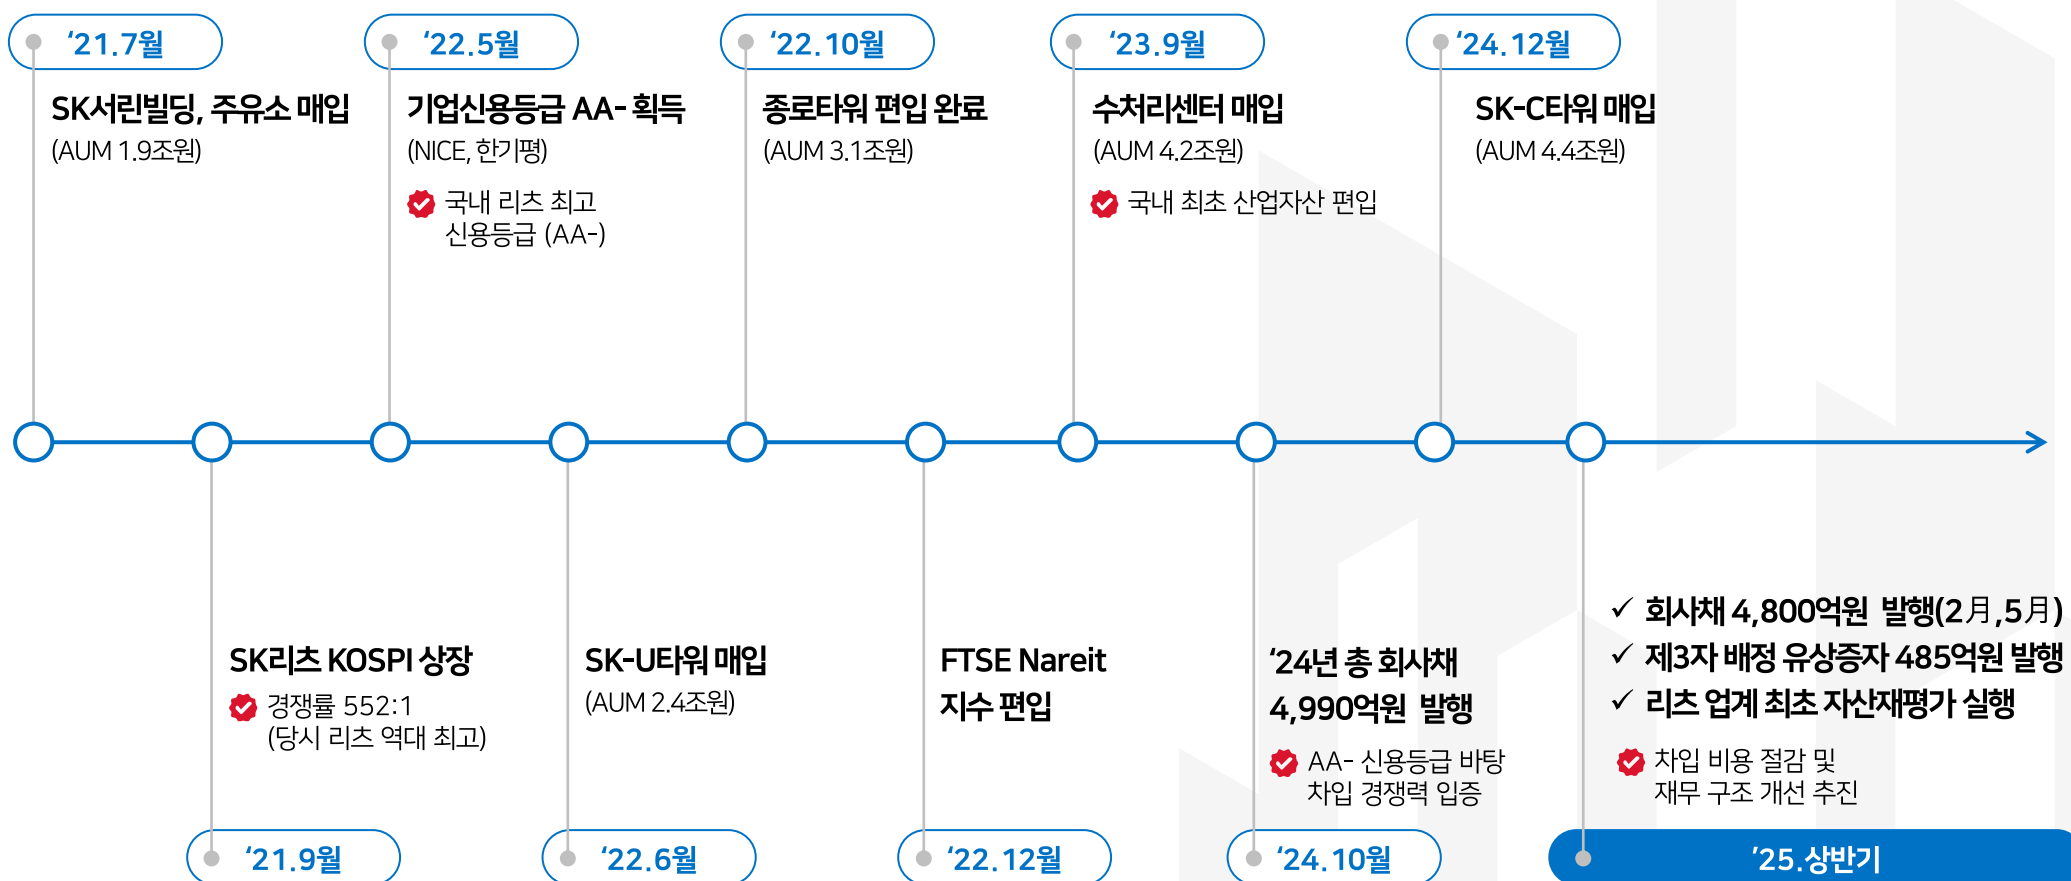 ‘21.7월
SK서린빌딩, 주유소 매입
(AUM 1.9조원)
‘22.5월
기업신용등급 AA- 획득
(NICE, 한기평)
국내 리츠 최고
신용등급 (AA-)
‘22.10월
종로타워 편입 완료
(AUM 3.1조원)
‘23.9월
수처리센터 매입
(AUM 4.2조원)
국내 최초 산업자산 편입
‘24.12월
SK-C타워 매입
(AUM 4.4조원)
SK리츠 KOSPI 상장
경쟁률 552:1
(당시 리츠 역대 최고)
‘21.9월
SK-U타워 매입
(AUM 2.4조원)
‘22.6월
FTSE Nareit
지수 편입
‘22.12월
‘24년 총 회사채
4,990억원 발행
AA- 신용등급 바탕
차입 경쟁력 입증
‘24.10월
✓ 회사채 4,800억원 발행(2月,5月)
✓ 제3자 배정 유상증자 485억원 발행
✓ 리츠 업계 최초 자산재평가 실행
차입 비용 절감 및
재무 구조 개선 추진
’25.상반기